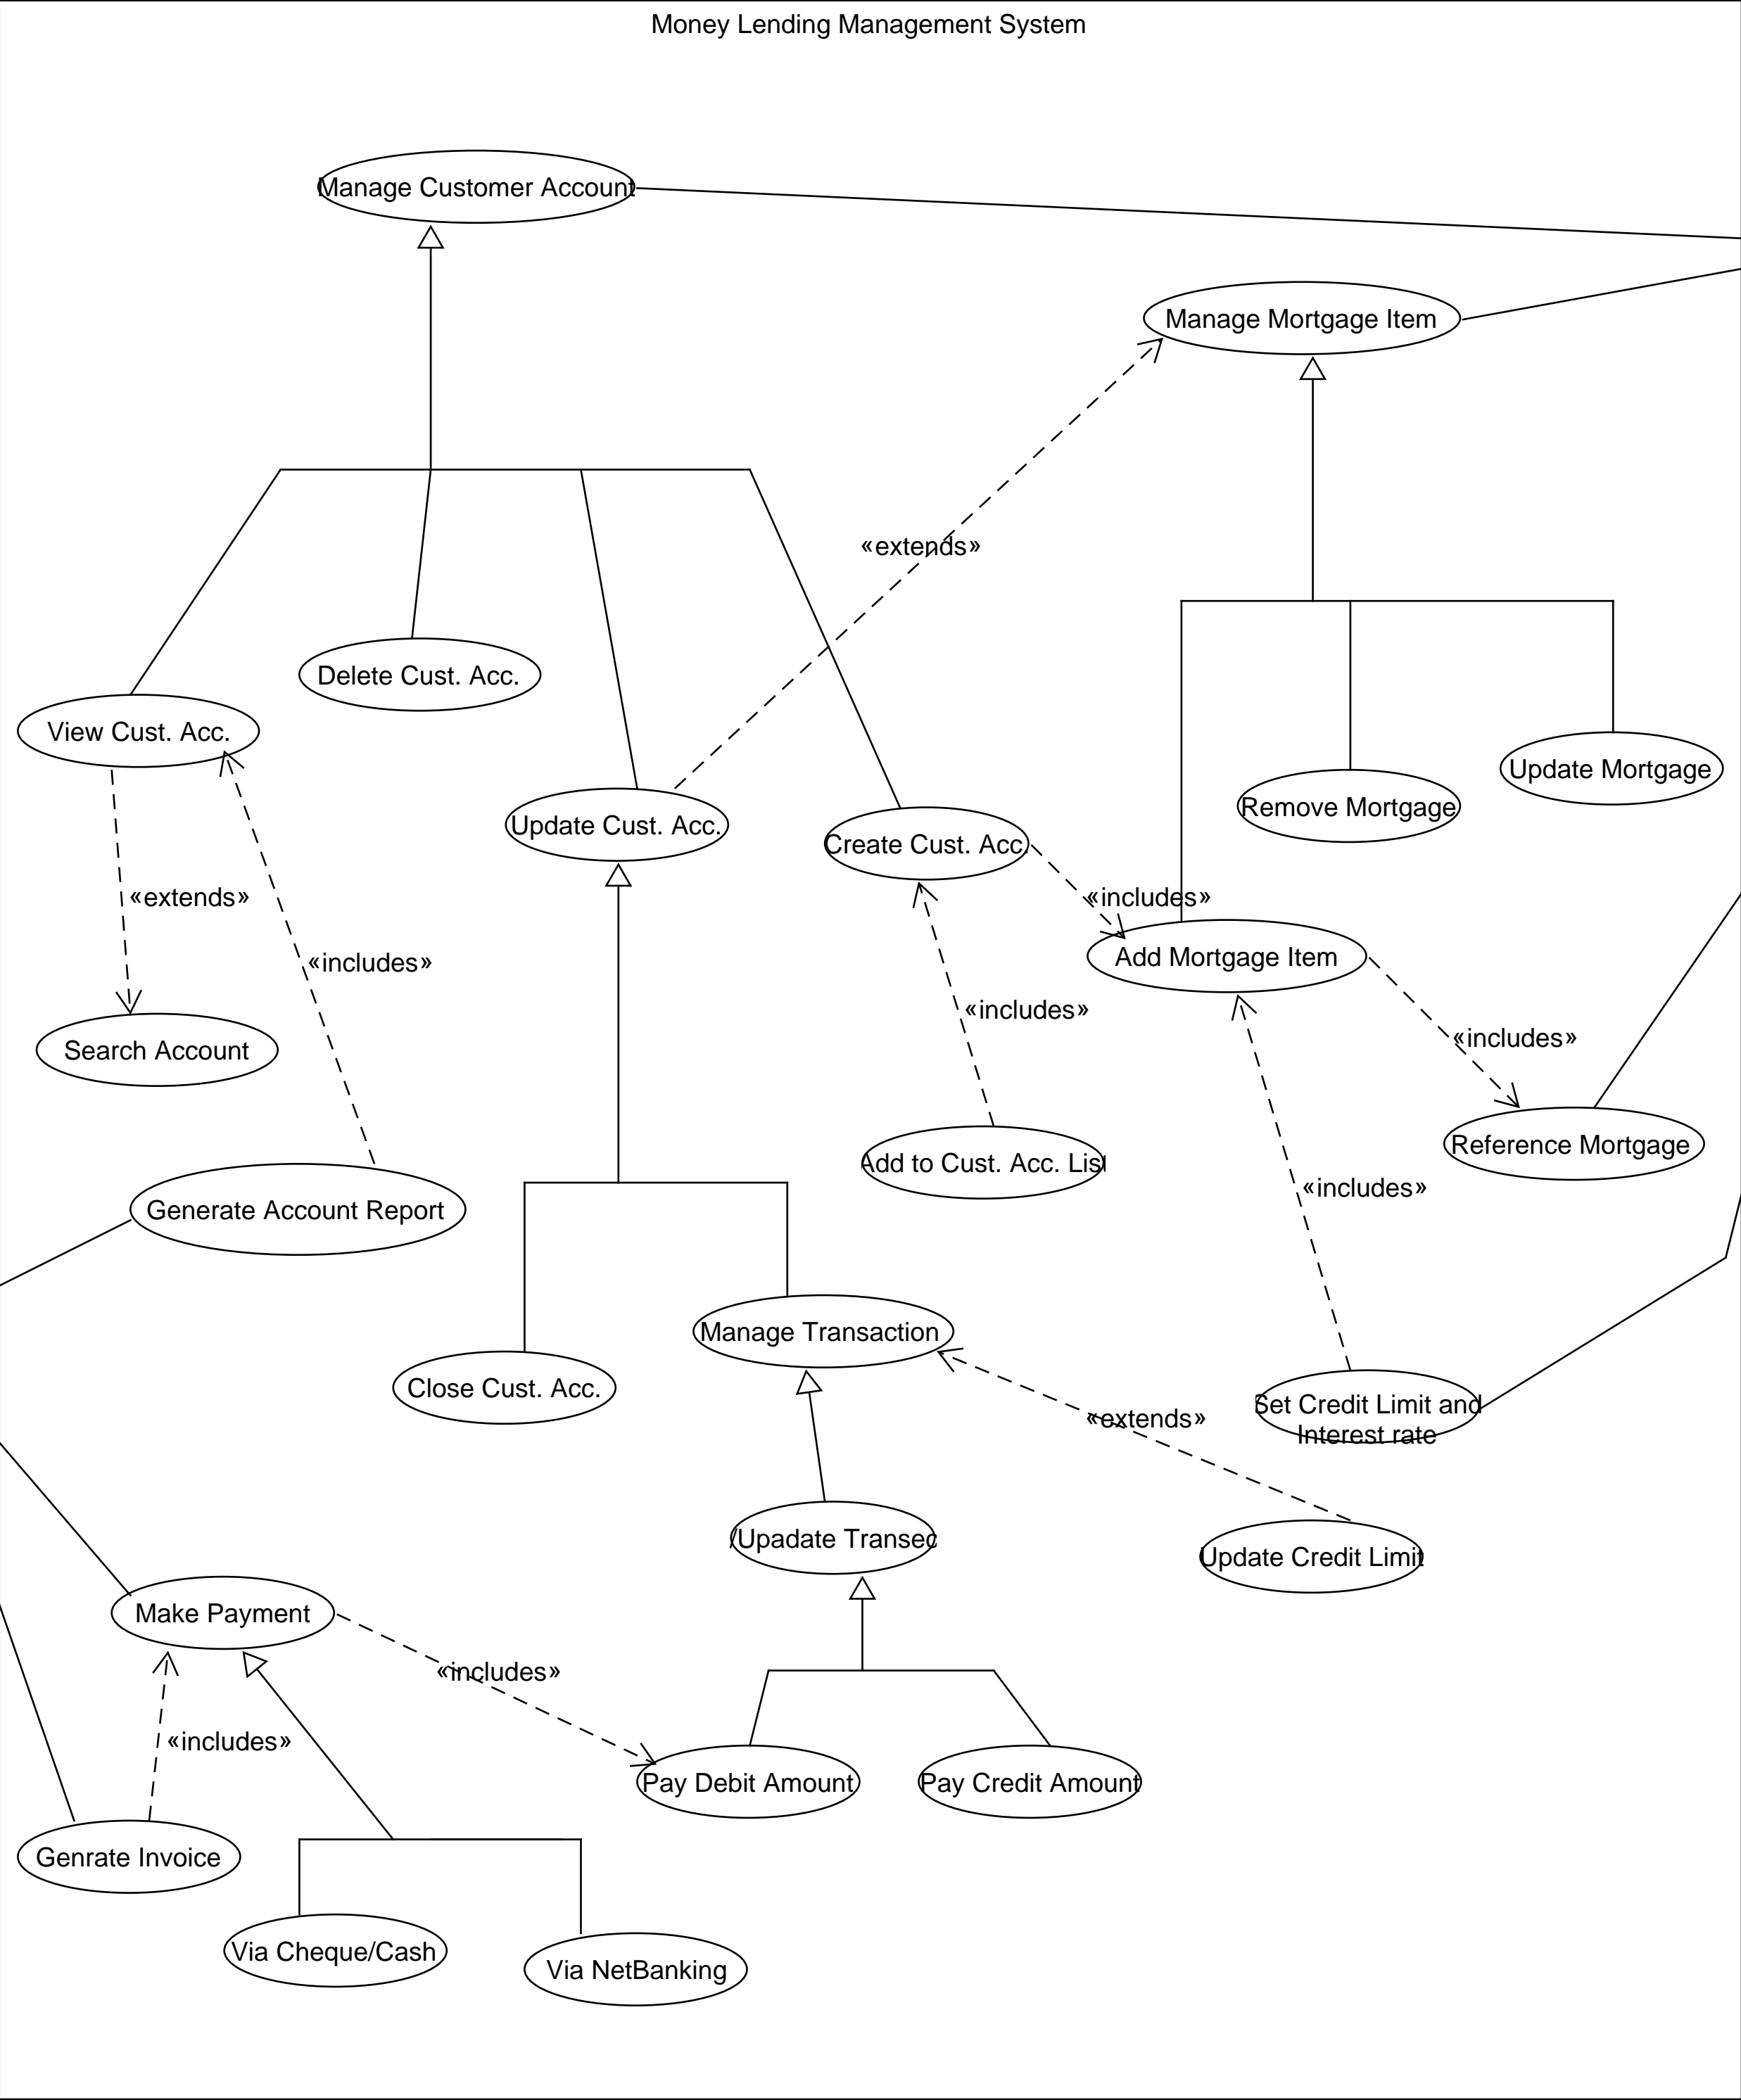 Money Lending Management System
Manage Customer Account
Manage Mortgage Item
«extends»
Delete Cust. Acc.
View Cust. Acc.
Update Mortgage
Remove Mortgage
Update Cust. Acc.
Create Cust. Acc.
«extends»
«includes»
«includes»
Add Mortgage Item
«includes»
«includes»
Search Account
Reference Mortgage
Add to Cust. Acc. List
«includes»
Generate Account Report
Manage Transaction
Close Cust. Acc.
Set Credit Limit and
Interest rate
«extends»
/Upadate Transec
Update Credit Limit
Make Payment
«includes»
«includes»
Pay Debit Amount
Pay Credit Amount
Genrate Invoice
Via Cheque/Cash
Via NetBanking